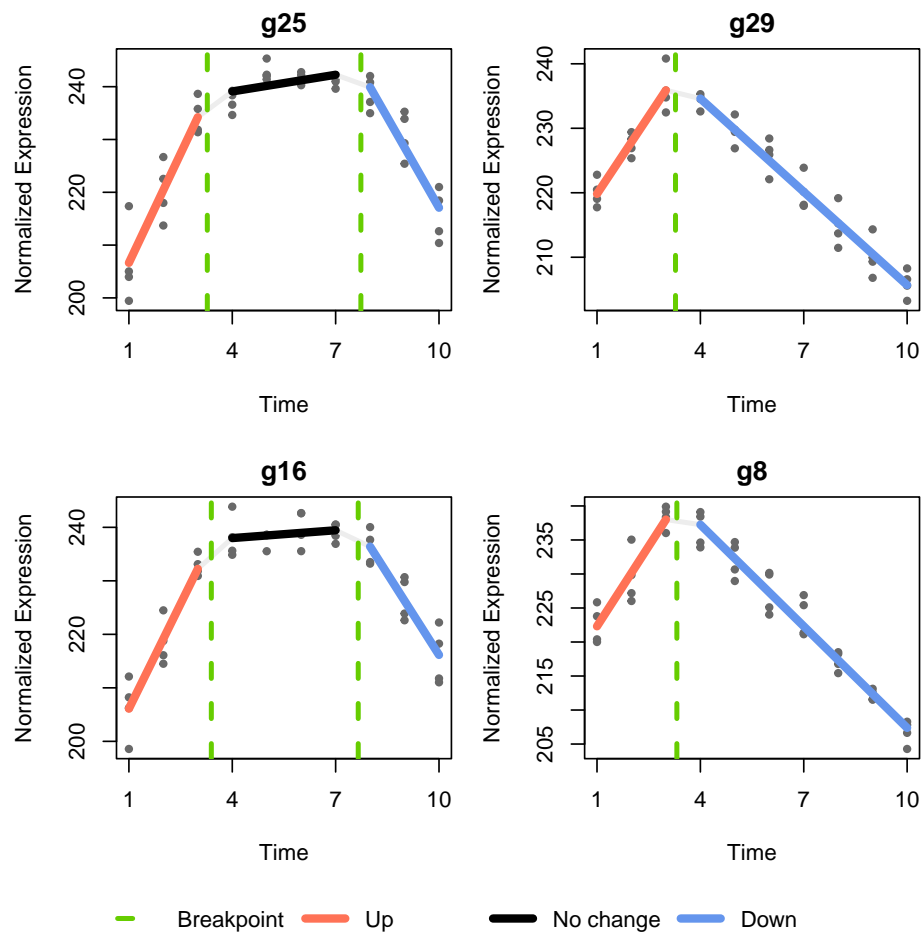 g25
Normalized Expression
200
220
240
1 4 7 10
Time
g29
Normalized Expression
210
220
230
240
1 4 7 10
Time
g16
Normalized Expression
200
220
240
1 4 7 10
Time
g8
Normalized Expression
205
215
225
235
1 4 7 10
Time
Breakpoint Up No change Down